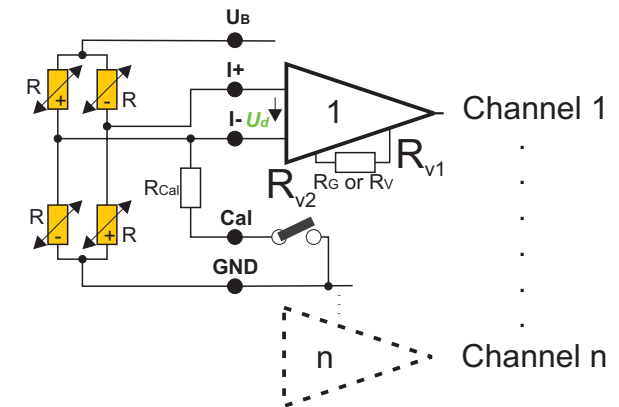 UB
I+
R + - R
I- Ud
1
Channel 1
.
Rv1
RG or RV
Rv2
.
RCal
.
R - + R
Cal
.
GND
.
n
Channel n